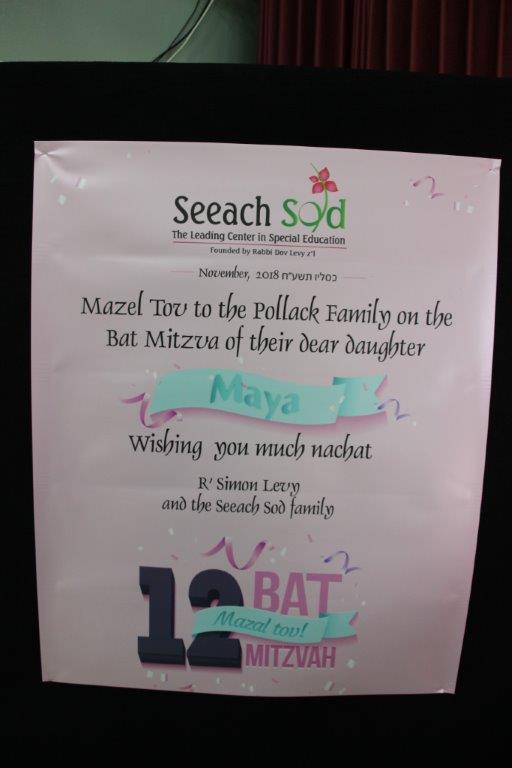 Seeach Sod
The Leading Center in Special Education
Founded by Rabbi Dov Levy z"l
November, 2018 כסליו תשע"ח
Mazel Tov to the Pollack Family on the
Bat Mitzva of their dear daughter
Maya
Wishing you much nachat
R' Simon Levy
and the Seeach Sod family
12 BAT
Mazal tov!
MITZVAH